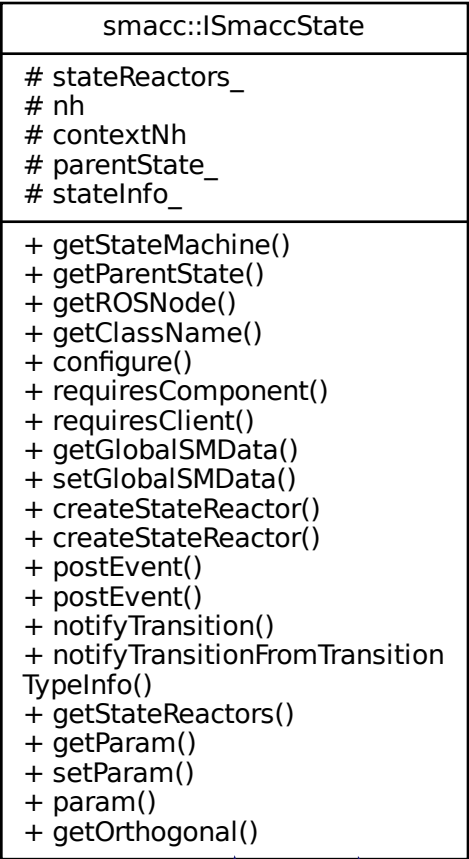 smacc::ISmaccState
# stateReactors_
# nh
# contextNh
# parentState_
# stateInfo_
+ getStateMachine()
+ getParentState()
+ getROSNode()
+ getClassName()
+ configure()
+ requiresComponent()
+ requiresClient()
+ getGlobalSMData()
+ setGlobalSMData()
+ createStateReactor()
+ createStateReactor()
+ postEvent()
+ postEvent()
+ notifyTransition()
+ notifyTransitionFromTransition
TypeInfo()
+ getStateReactors()
+ getParam()
+ setParam()
+ param()
+ getOrthogonal()